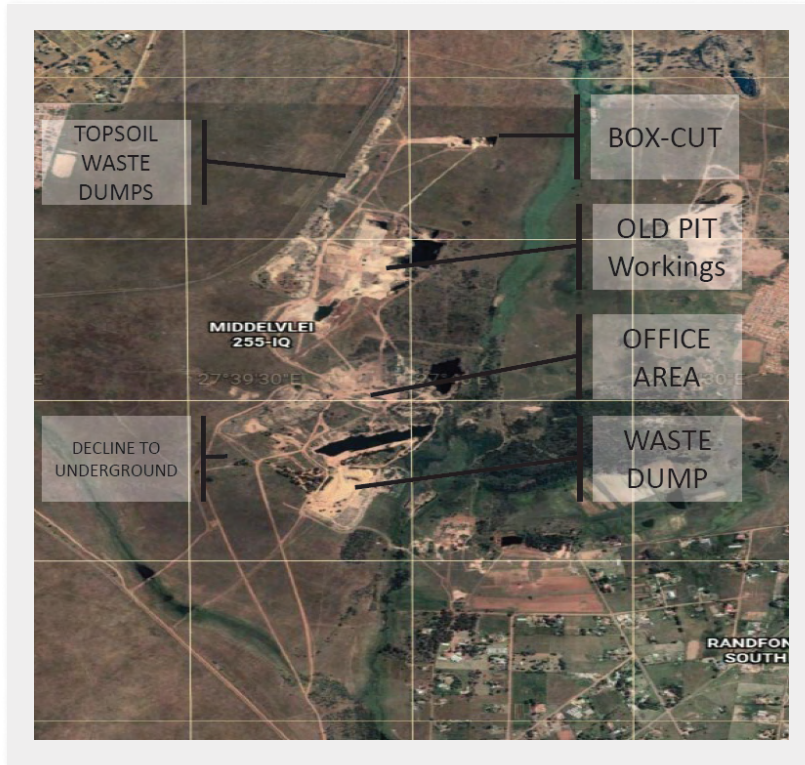 TOPSOIL
WASTE
DUMPS
BOX-CUT
OLD PIT
Workings
MIDDELVLEI
255-IQ
OFFICE
AREA
27°39'30"E
DECLINE TO
UNDERGROUND
WASTE
DUMP
RANDFON
SOUTH